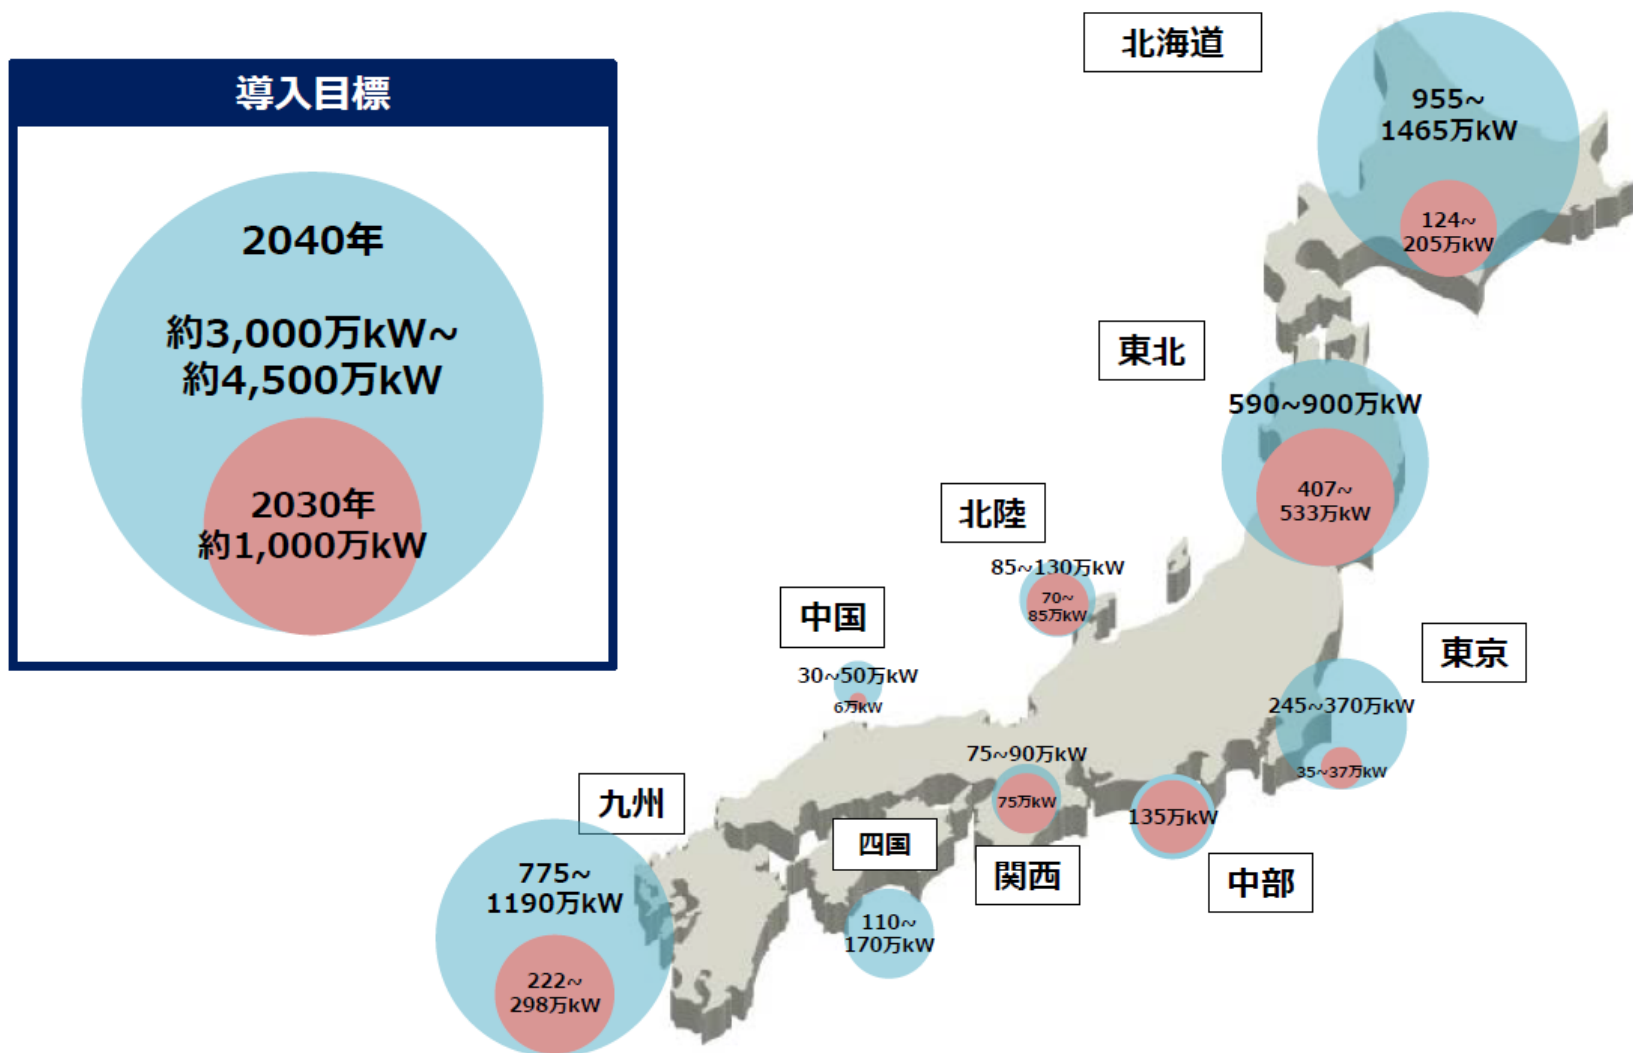 導入目標
2040年
約3,000万kW~
約4,500万kW
2030年
約1,000万kW
北海道
955~
1465万kW
124~
205万kW
東北
590~900万kW
407~
533万kW
北陸
85~130万kW
70~
85万kW
中国
30~50万kW
6万kW
東京
245~370万kW
35~37万kW
75~90万kW
75万kW
関西
135万kW
中部
四国
110~
170万kW
九州
775~
1190万kW
222~
298万kW